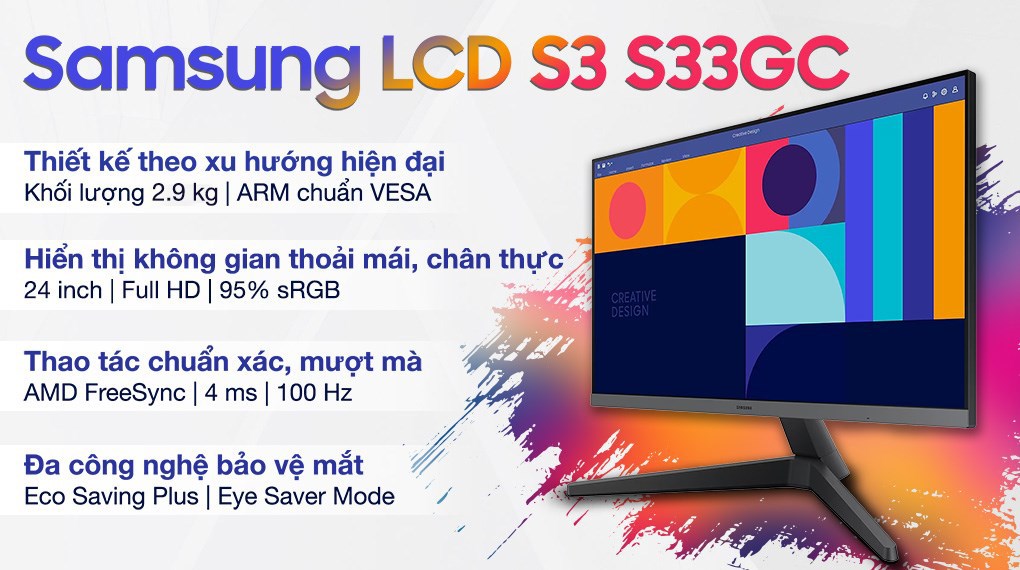 Samsung LCD S3 S33GC
Thiết kế theo xu hướng hiện đại
Khối lượng 2.9 kg | ARM chuẩn VESA
Hiển thị không gian thoải mái, chân thực
24 inch | Full HD | 95% sRGB
Thao tác chuẩn xác, mượt mà
AMD FreeSync | 4 ms | 100 Hz
Đa công nghệ bảo vệ mắt
Eco Saving Plus | Eye Saver Mode
Creative Design
CREATIVE
DESIGN
SAMSUNG